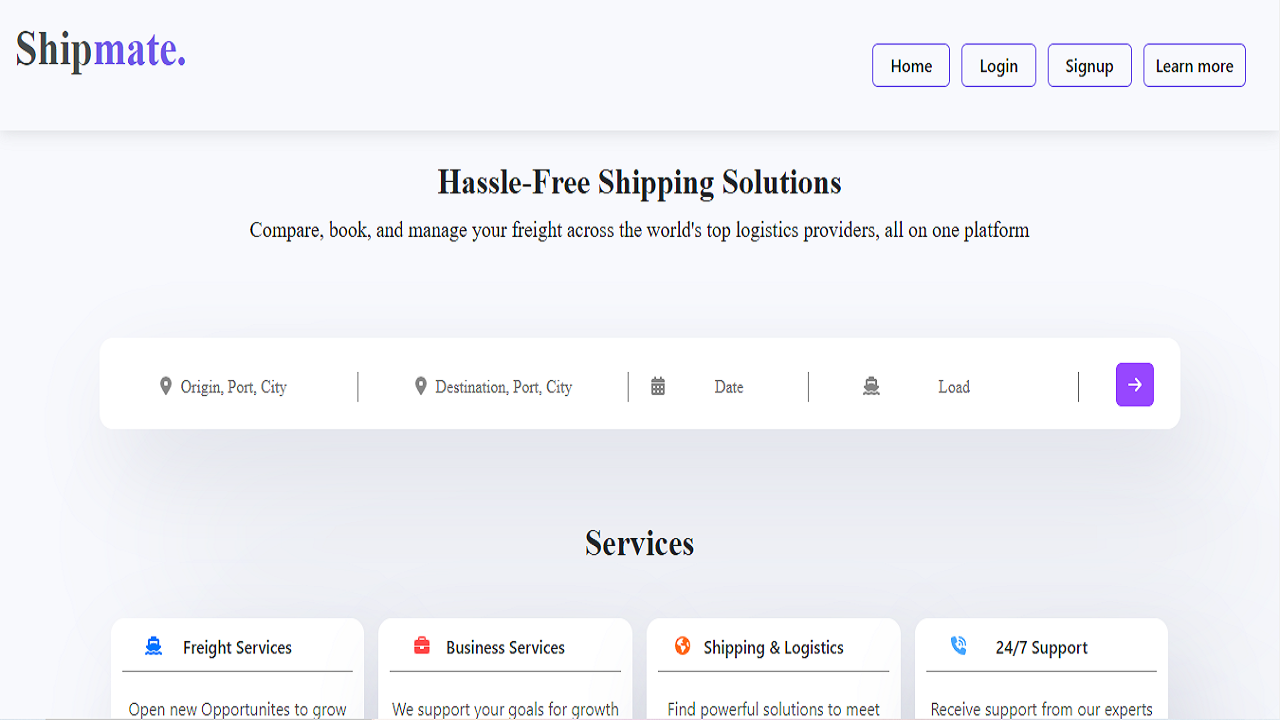 Shipmate.
Home Login Signup Learn more
Hassle-Free Shipping Solutions
Compare, book, and manage your freight across the world's top logistics providers, all on one platform
Origin, Port, City Destination, Port, City Date Load
Services
Freight Services Business Services Shipping & Logistics 24/7 Support
Open new Opportunites to grow We support your goals for growth Find powerful solutions to meet Receive support from our experts